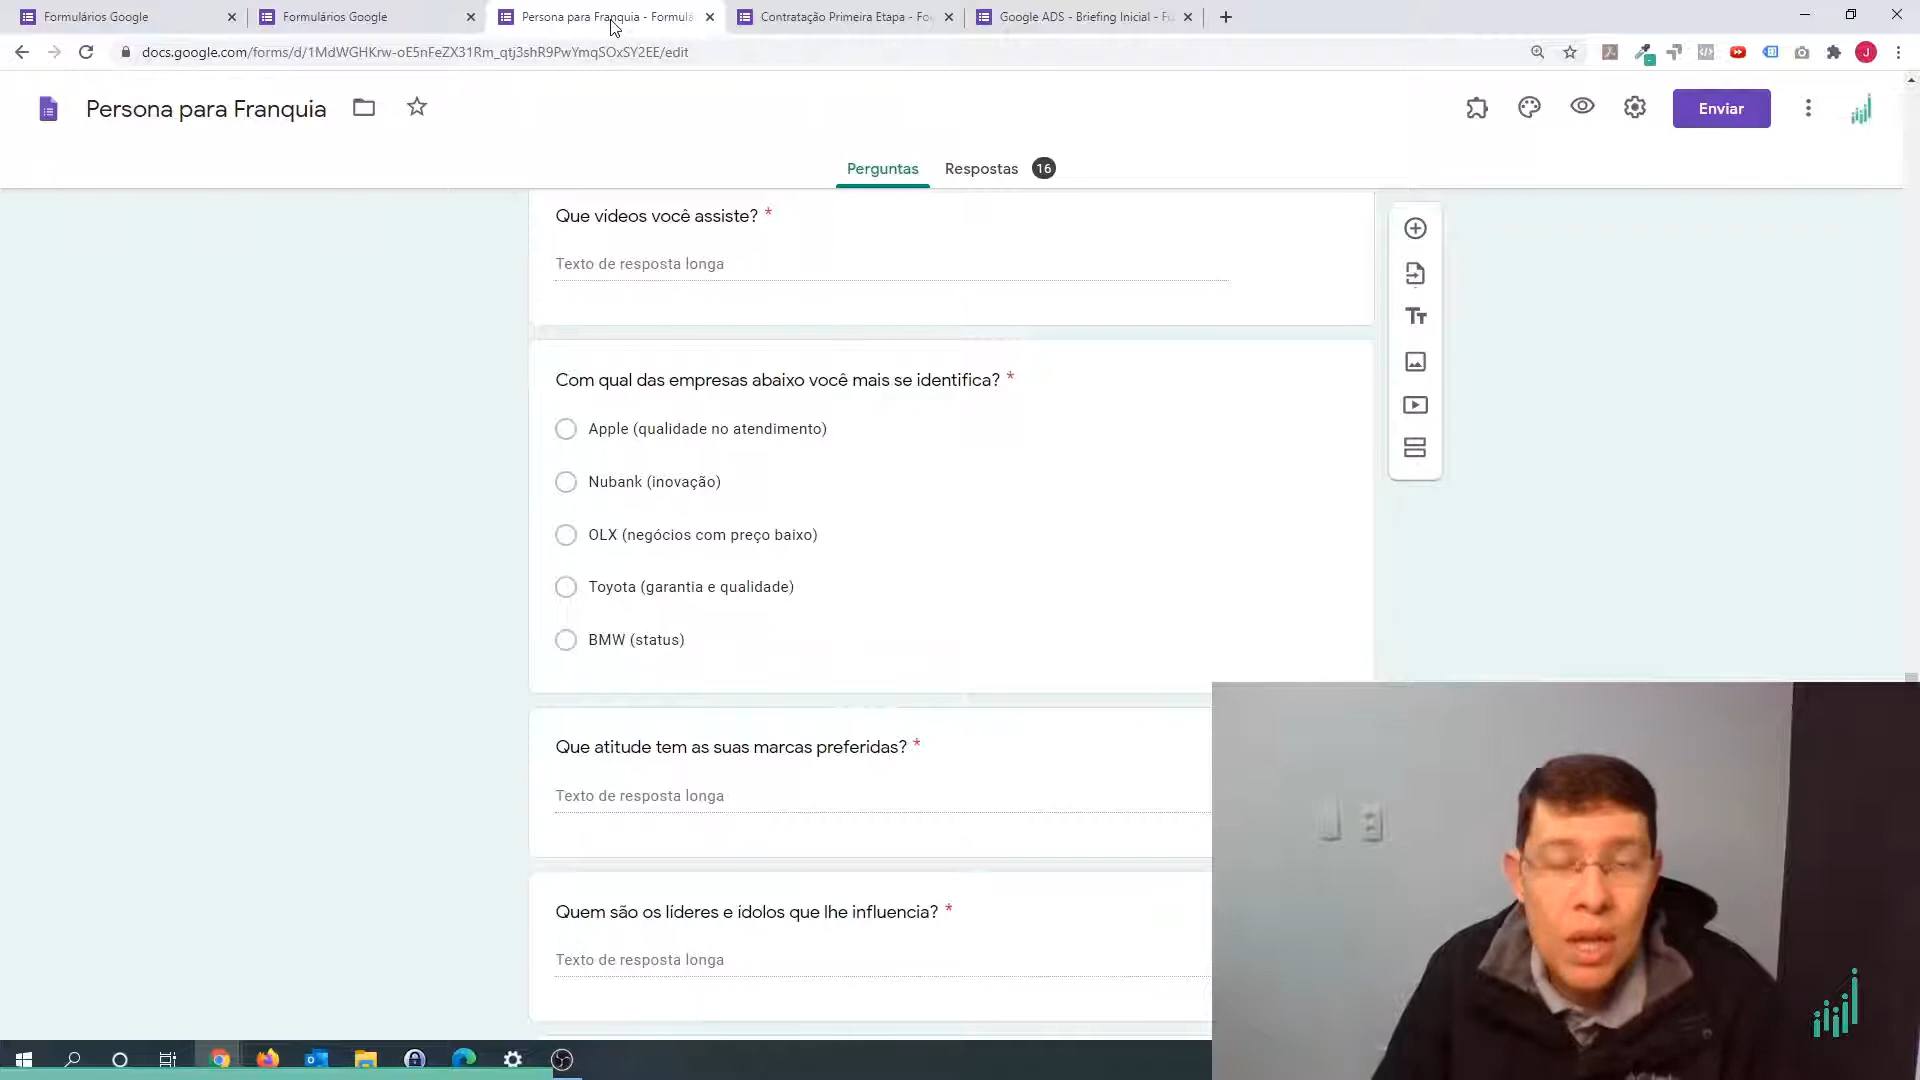 Formulários Google
Formulários Google
Persona para Franquia - Formulá
Contratação Primeira Etapa - Fo
Google ADS - Briefing Inicial - F
docs.google.com/forms/d/1MdWGHKrw-oE5nFeZX31Rm_qtj3shR9PwYmqSOxSY2EE/edit
J
Persona para Franquia
Enviar
Perguntas
Respostas
16
Que vídeos você assiste? *
Texto de resposta longa
Com qual das empresas abaixo você mais se identifica? *
Apple (qualidade no atendimento)
Nubank (inovação)
OLX (negócios com preço baixo)
Toyota (garantia e qualidade)
BMW (status)
Que atitude tem as suas marcas preferidas? *
Texto de resposta longa
Quem são os líderes e ídolos que lhe influencia? *
Texto de resposta longa